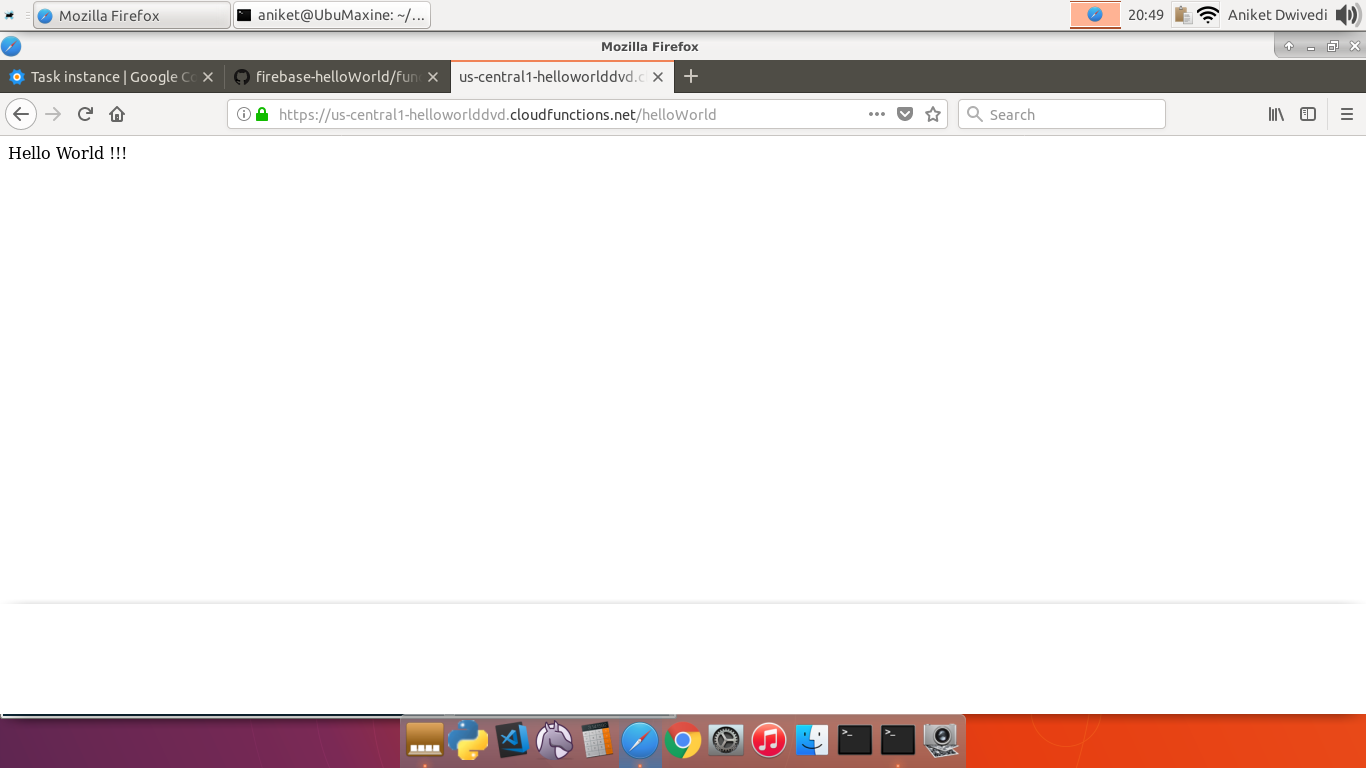 Mozilla Firefox
aniket@UbuMaxine: ~/...
20:49
Aniket Dwivedi
Mozilla Firefox
Task instance | Google Co
firebase-helloWorld/fun
us-central1-helloworlddvd.c
https://us-central1-helloworlddvd.cloudfunctions.net/helloWorld
Search
Hello World !!!